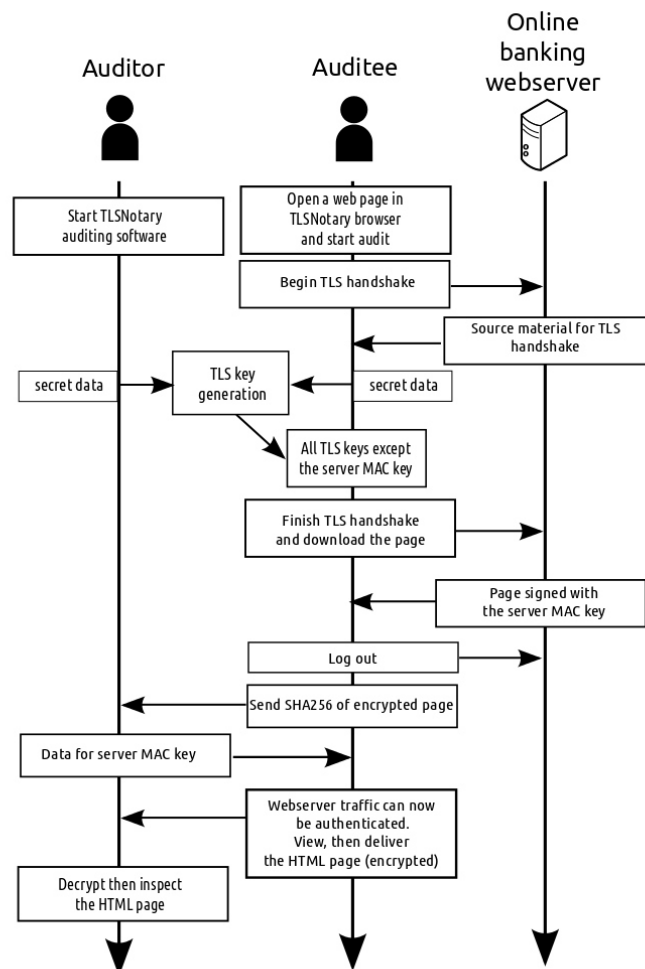 Auditor
Auditee
Online
banking
webserver
Start TLSNotary
auditing software
Open a web page in
TLSNotary browser
and start audit
Begin TLS handshake
Source material for TLS
handshake
secret data
TLS key
generation
secret data
All TLS keys except
the server MAC key
Finish TLS handshake
and download the page
Page signed with
the server MAC key
Log out
Send SHA256 of encrypted page
Data for server MAC key
Webserver traffic can now
be authenticated.
View, then deliver
the HTML page (encrypted)
Decrypt then inspect
the HTML page